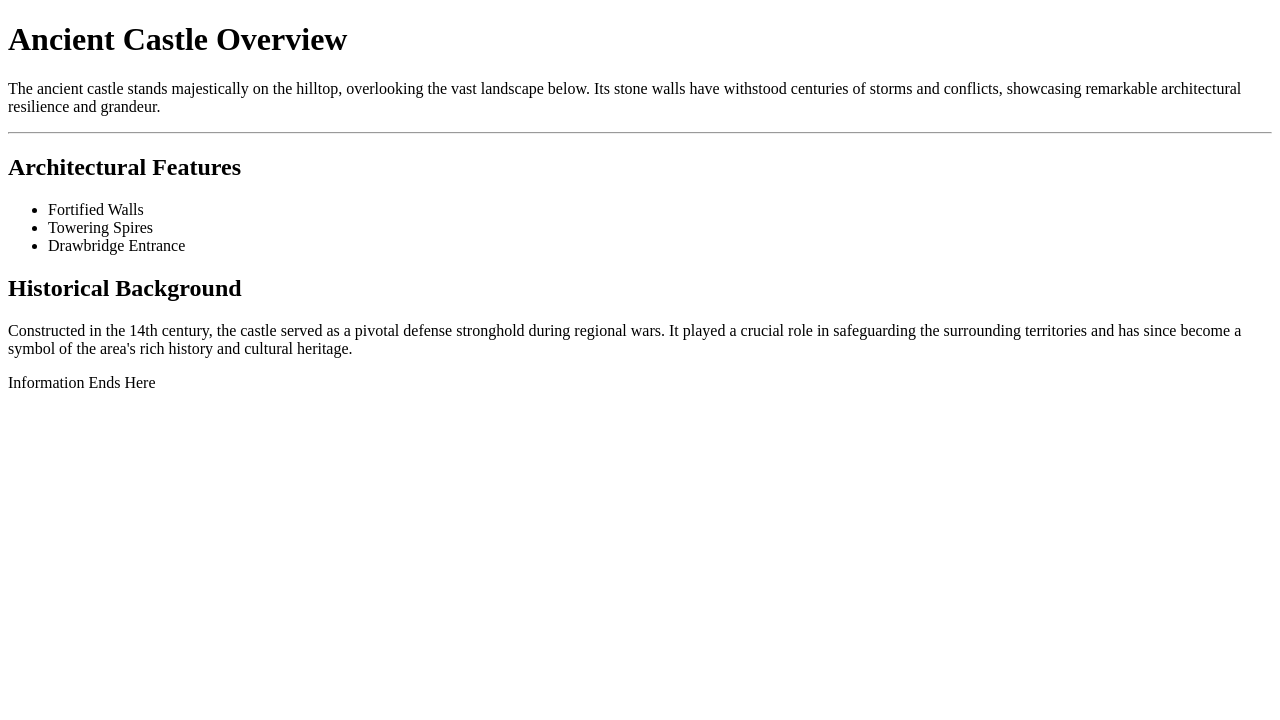 Ancient Castle Overview
The ancient castle stands majestically on the hilltop, overlooking the vast landscape below. Its stone walls have withstood centuries of storms and conflicts, showcasing remarkable architectural
resilience and grandeur.
Architectural Features
Fortified Walls
Towering Spires
Drawbridge Entrance
Historical Background
Constructed in the 14th century, the castle served as a pivotal defense stronghold during regional wars. It played a crucial role in safeguarding the surrounding territories and has since become a
symbol of the area's rich history and cultural heritage.
Information Ends Here